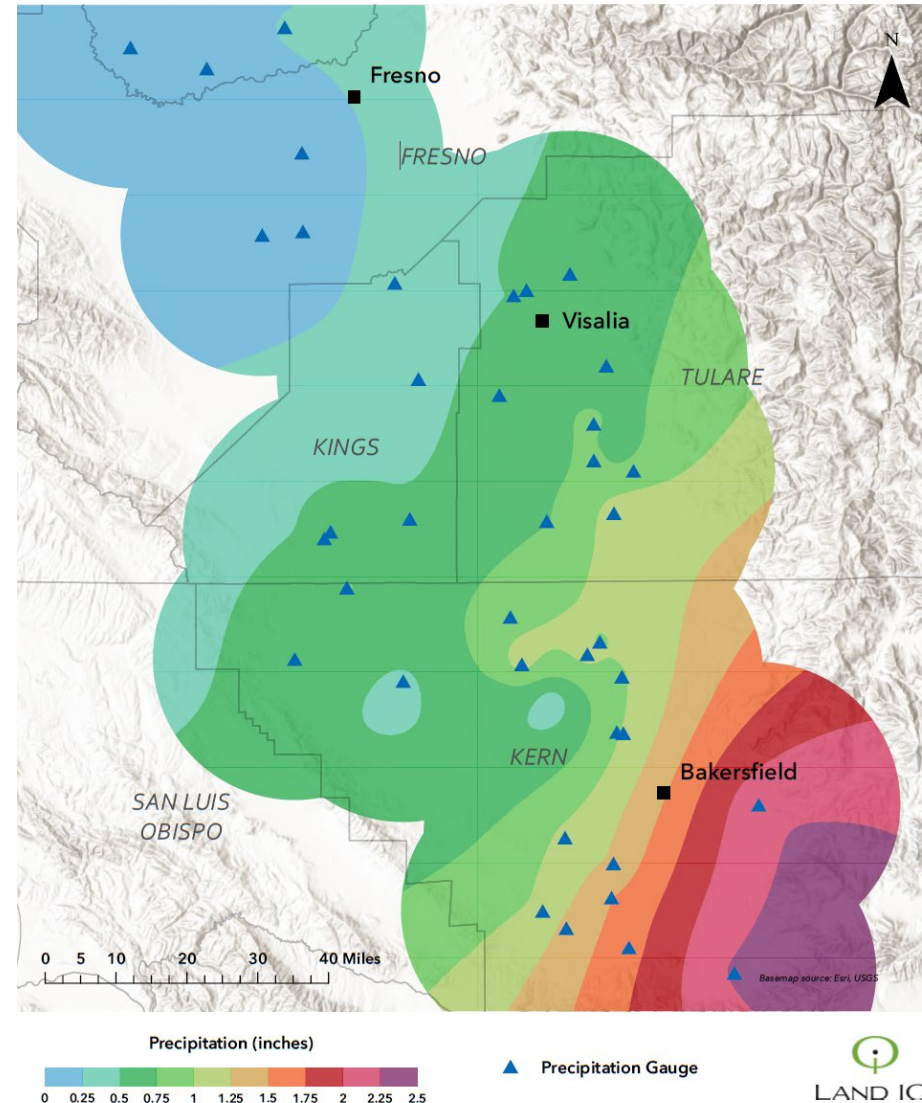 N
Fresno
FRESNO
Visalia
TULARE
KINGS
KERN
Bakersfield
SAN LUIS
OBISPO
0 5 10 20 30 40 Miles
Basemap source: Esri, USGS
Precipitation (inches)
0 0.25 0.5 0.75 1 1.25 1.5 1.75 2 2.25 2.5
Precipitation Gauge
LAND IQ